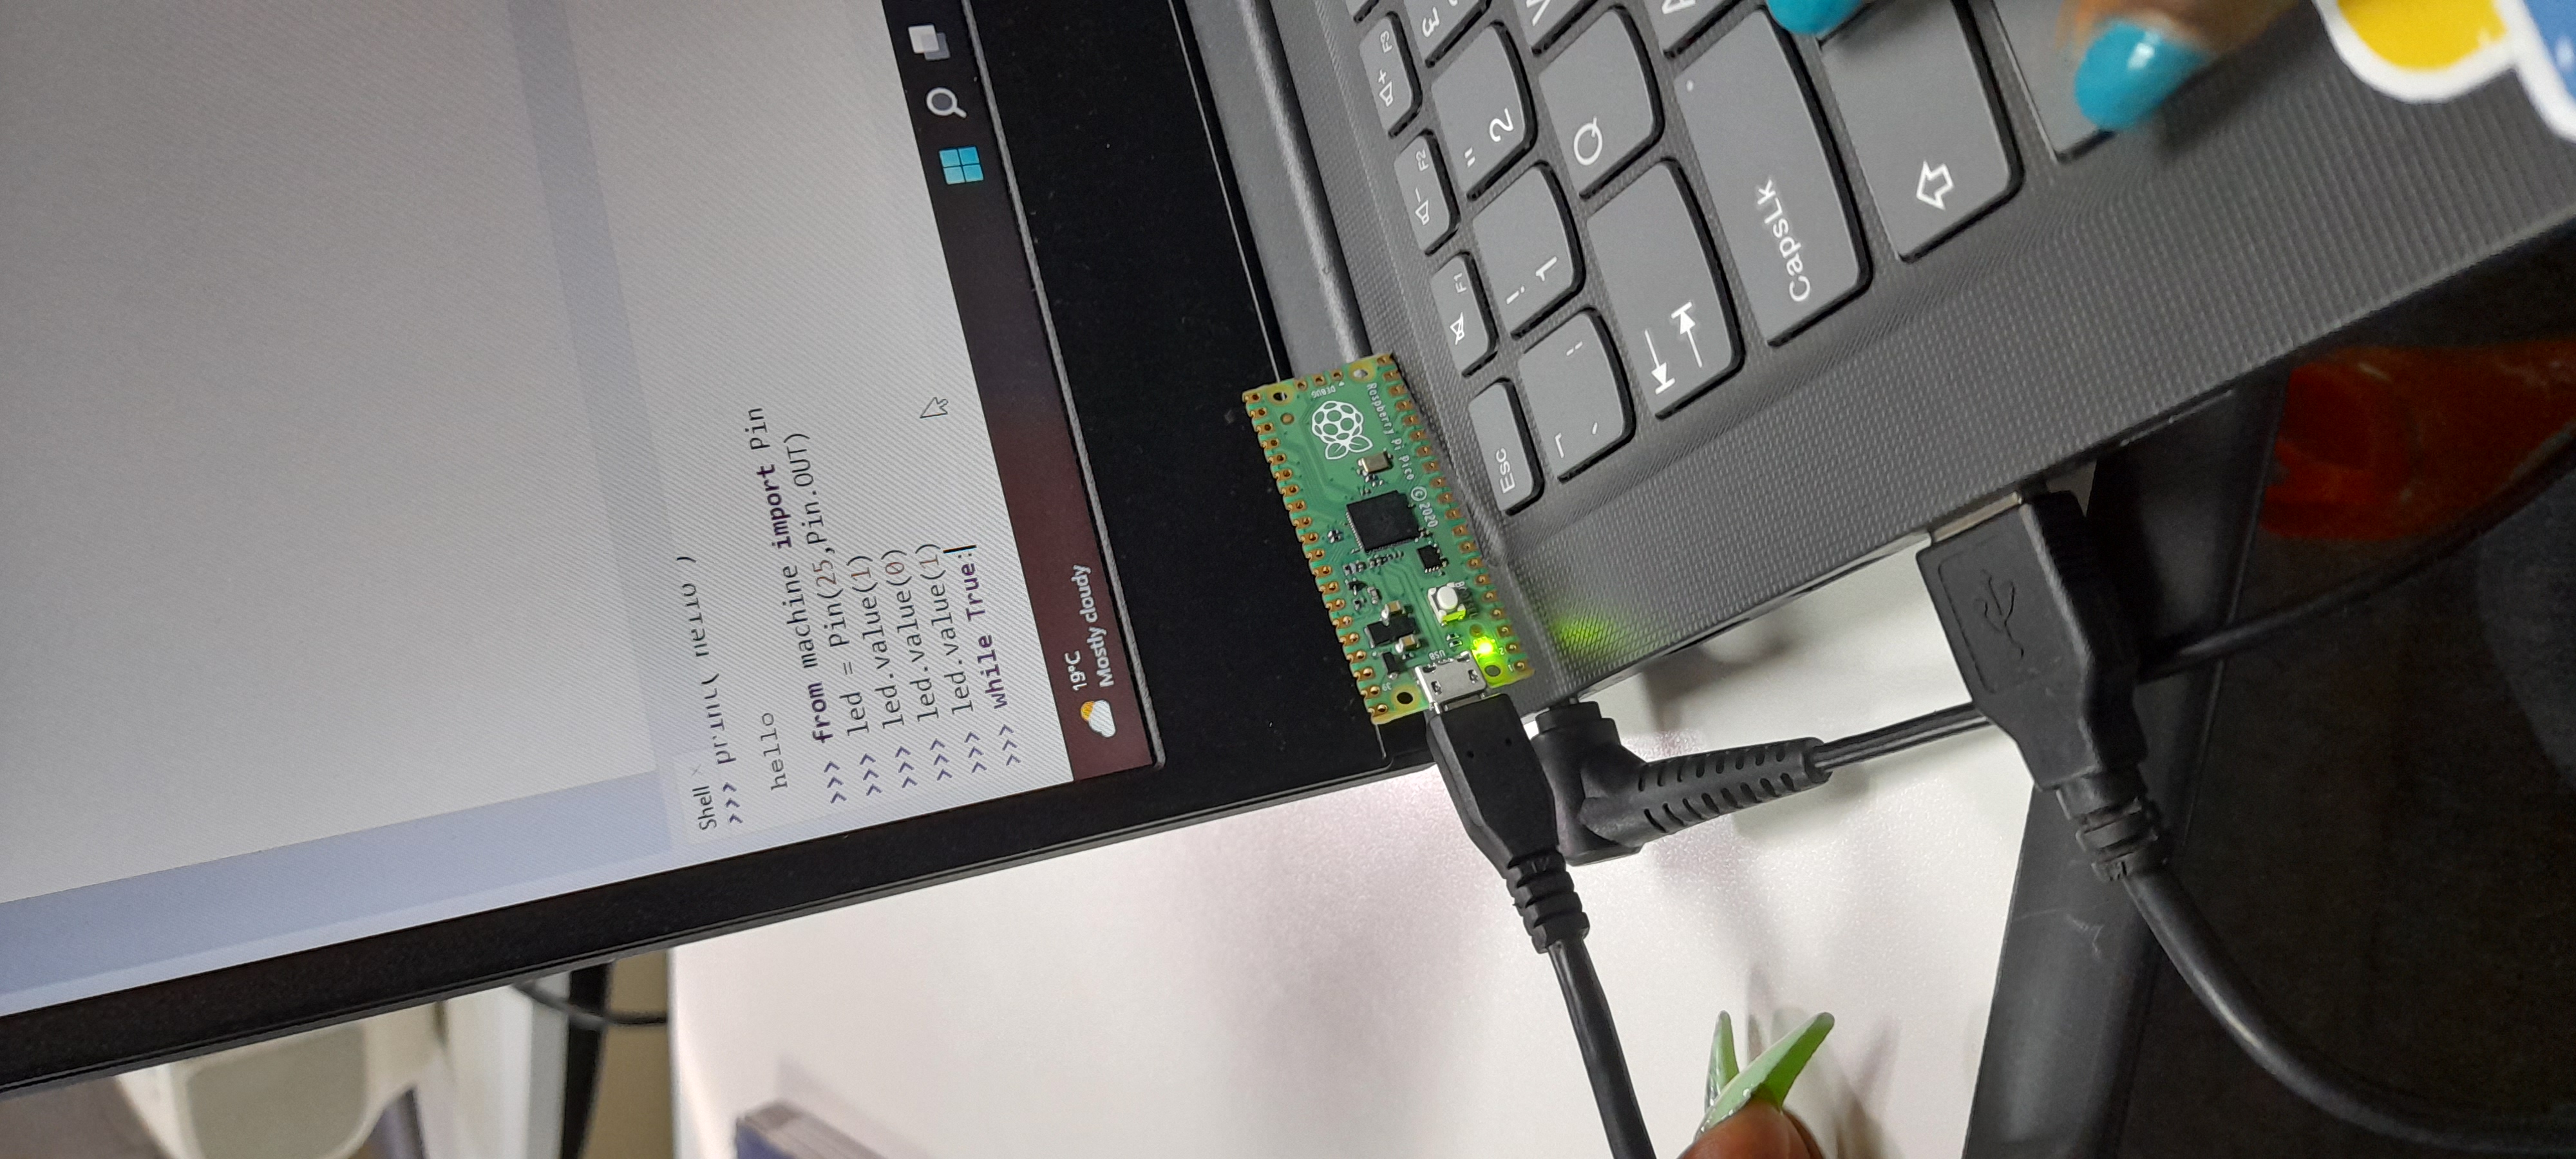 Shell
>>> print( hello )
hello
>>> from machine import Pin
>>> led = Pin(25,Pin.OUT)
>>> led.value(1)
>>> led.value(0)
>>> led.value(1)
>>> while True:
19°C
Mostly cloudy
Raspberry Pi Pico © 2020
USB
Esc
F1
F2
F3
! 1
" 2
£
Q
CapsLk